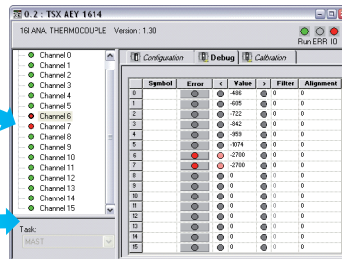 0.2 : TSX AEY 1614
16I ANA. THERMOCOUPLE Version : 1.30
Run ERR IO
Channel 0
Channel 1
Channel 2
Channel 3
Channel 4
Channel 5
Channel 6
Channel 7
Channel 8
Channel 9
Channel 10
Channel 11
Channel 12
Channel 13
Channel 14
Channel 15
Task:
MAST
Configuration Debug Calibration
Symbol Error < Value > Filter Alignment
0 -486 0 0
1 -605 0 0
2 -722 0 0
3 -842 0 0
4 -959 0 0
5 -1074 0 0
6 -2700 0 0
7 -2700 0 0
8 0 0 0
9 0 0 0
10 0 0 0
11 0 0 0
12 0 0 0
13 0 0 0
14 0 0 0
15 0 0 0